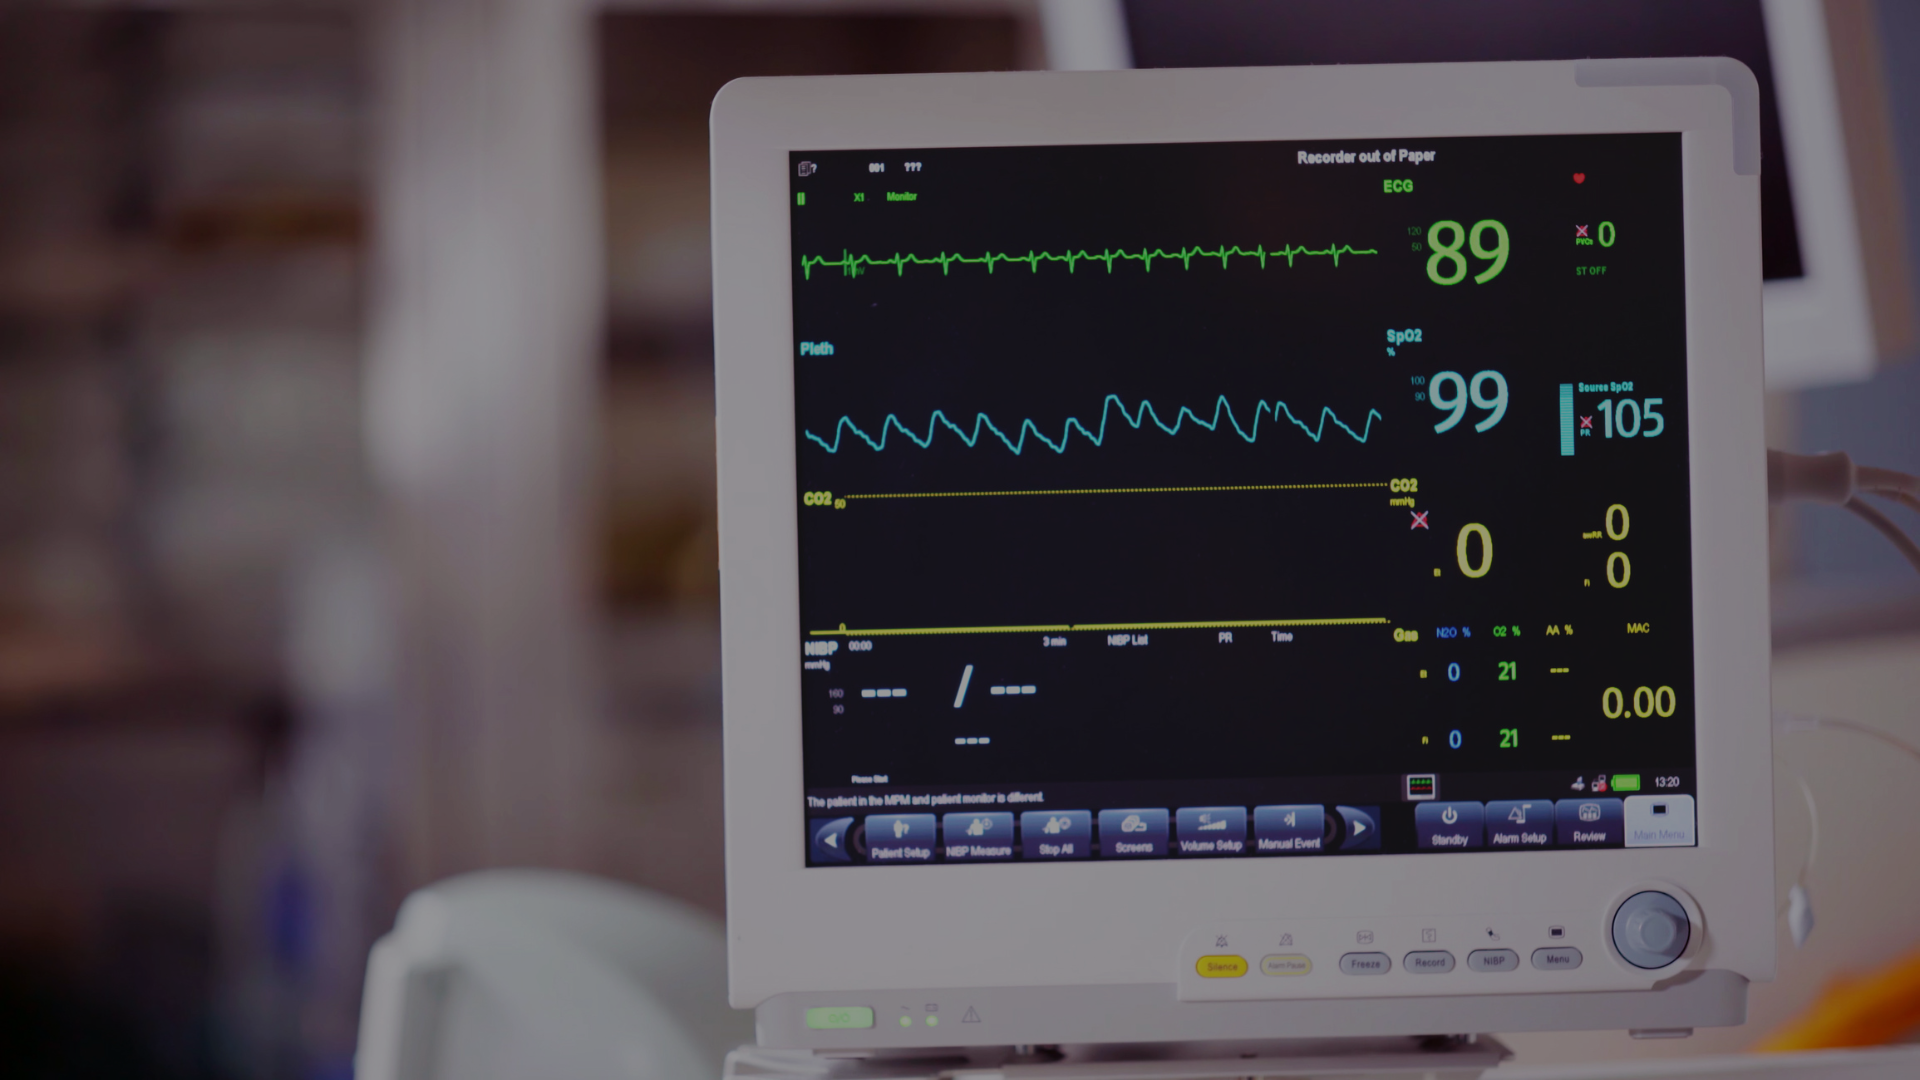 ? 001 ???
Recorder out of Paper
X1 Monitor
ECG
120
50
89
PVCs 0
ST OFF
Pleth
SpO2
%
100
90
99
Source SpO2
PR 105
CO2 50
CO2
mmHg
0
awRR 0
0
0
NIBP 00:00 3 min NIBP List PR Time
mmHg
160
90
--- / ---
---
Gas N2O % O2 % AA % MAC
0 21 ---
0.00
0 21 ---
Please Start
The patient in the MPM and patient monitor is different.
13:20
Patient Setup NIBP Measure Stop All Screens Volume Setup Manual Event Standby Alarm Setup Review Main Menu
Silence Alarm Pause Freeze Record NIBP Menu